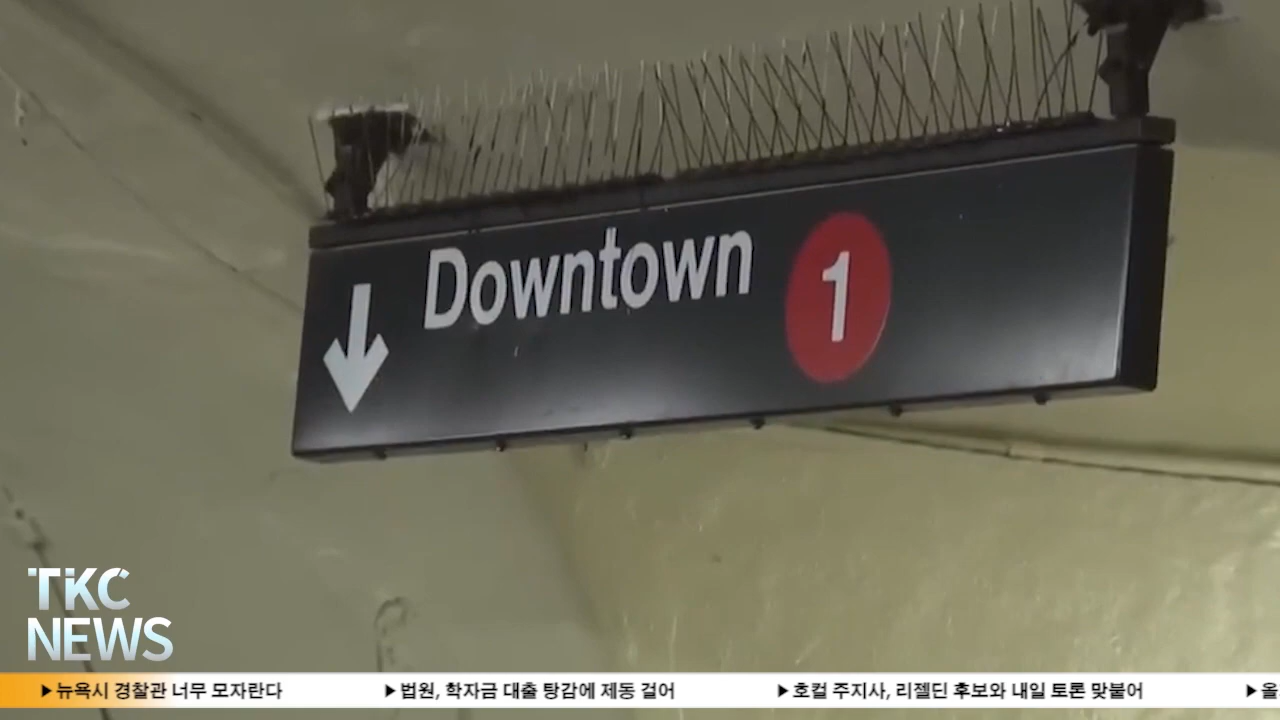 Downtown 1
TKC
NEWS
▶뉴욕시 경찰관 너무 모자란다 ▶법원, 학자금 대출 탕감에 제동 걸어 ▶호컬 주지사, 리젤딘 후보와 내일 토론 맞붙어 ▶올